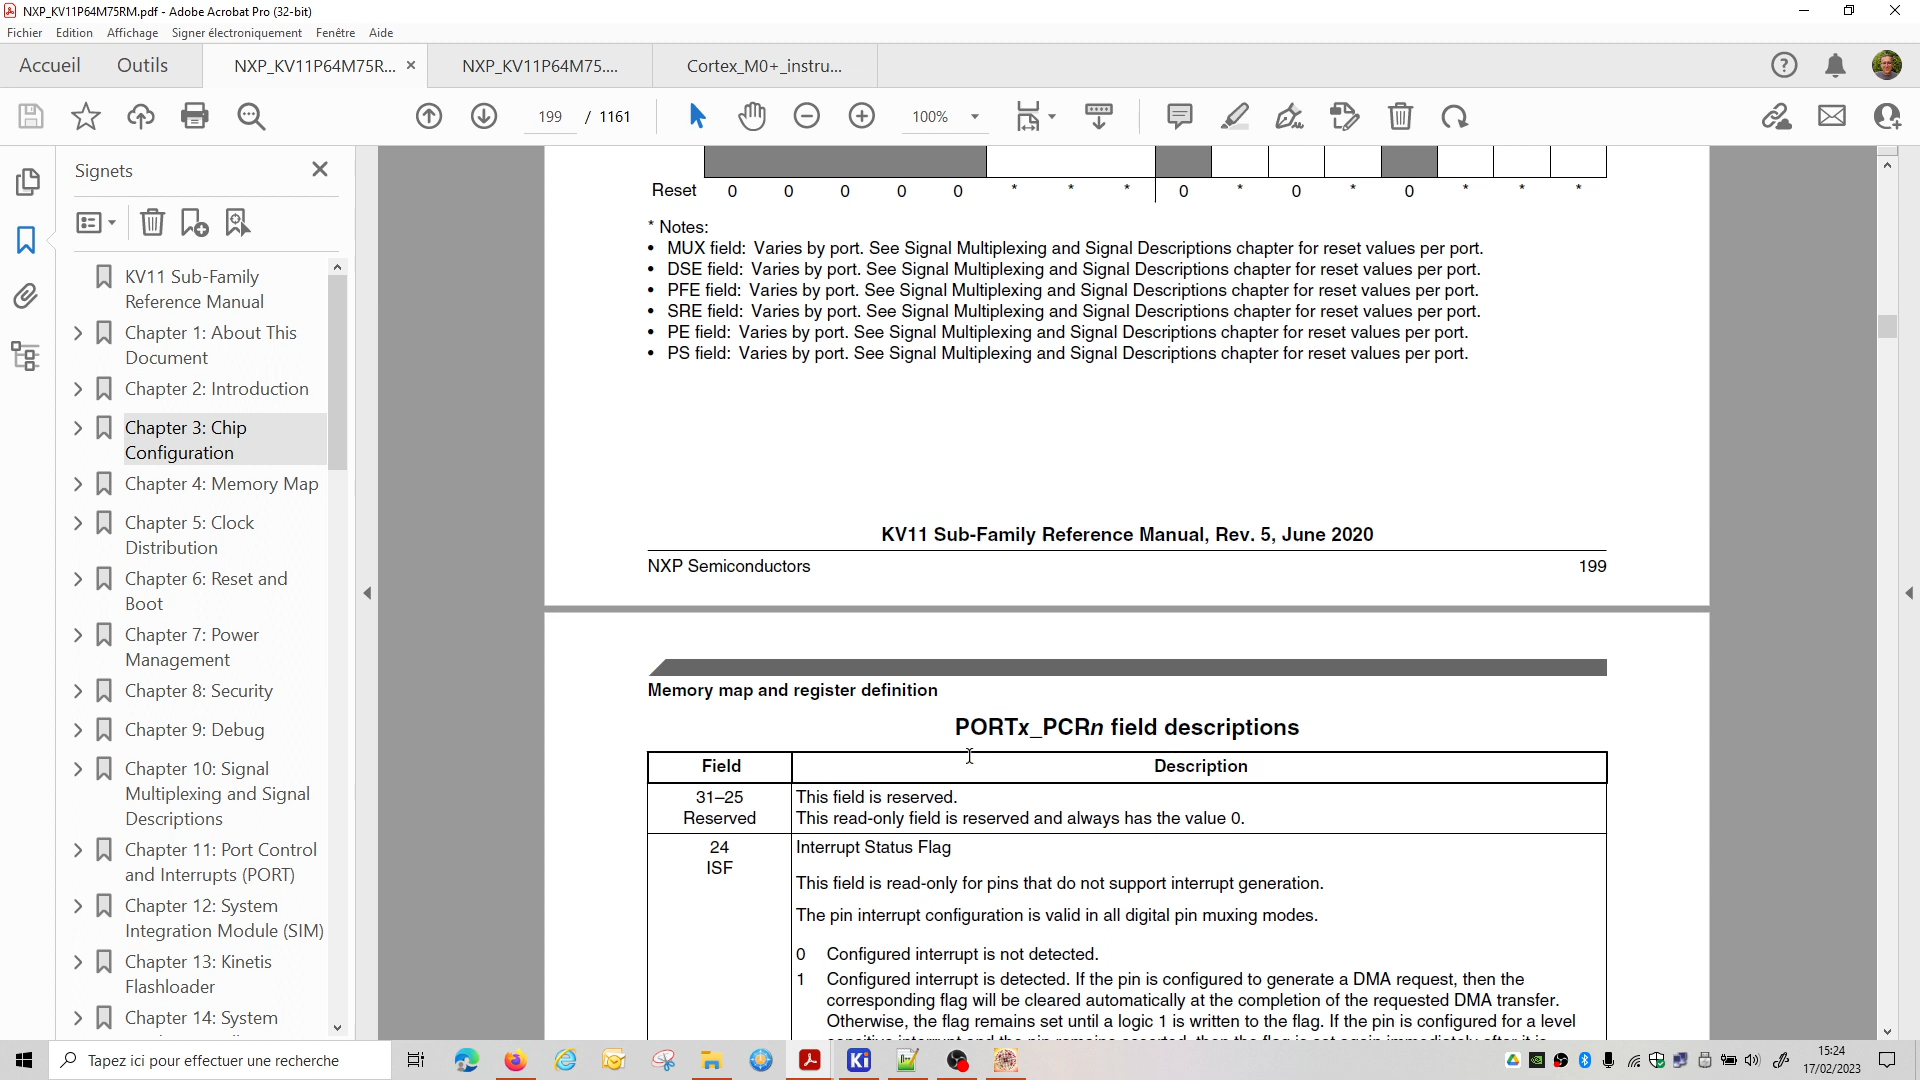 NXP_KV11P64M75RM.pdf - Adobe Acrobat Pro (32-bit)
Fichier Edition Affichage Signer électroniquement Fenêtre Aide
Accueil Outils NXP_KV11P64M75R... × NXP_KV11P64M75.... Cortex_M0+_instru...
199 / 1161 100%
Signets
KV11 Sub-Family
Reference Manual
Chapter 1: About This
Document
Chapter 2: Introduction
Chapter 3: Chip
Configuration
Chapter 4: Memory Map
Chapter 5: Clock
Distribution
Chapter 6: Reset and
Boot
Chapter 7: Power
Management
Chapter 8: Security
Chapter 9: Debug
Chapter 10: Signal
Multiplexing and Signal
Descriptions
Chapter 11: Port Control
and Interrupts (PORT)
Chapter 12: System
Integration Module (SIM)
Chapter 13: Kinetis
Flashloader
Chapter 14: System
Reset 0 0 0 0 0 * * * 0 * 0 * 0 * * *
* Notes:
• MUX field: Varies by port. See Signal Multiplexing and Signal Descriptions chapter for reset values per port.
• DSE field: Varies by port. See Signal Multiplexing and Signal Descriptions chapter for reset values per port.
• PFE field: Varies by port. See Signal Multiplexing and Signal Descriptions chapter for reset values per port.
• SRE field: Varies by port. See Signal Multiplexing and Signal Descriptions chapter for reset values per port.
• PE field: Varies by port. See Signal Multiplexing and Signal Descriptions chapter for reset values per port.
• PS field: Varies by port. See Signal Multiplexing and Signal Descriptions chapter for reset values per port.
KV11 Sub-Family Reference Manual, Rev. 5, June 2020
NXP Semiconductors 199
Memory map and register definition
PORTx_PCRn field descriptions
Field Description
31–25 This field is reserved.
Reserved This read-only field is reserved and always has the value 0.
24 Interrupt Status Flag
ISF
This field is read-only for pins that do not support interrupt generation.
The pin interrupt configuration is valid in all digital pin muxing modes.
0 Configured interrupt is not detected.
1 Configured interrupt is detected. If the pin is configured to generate a DMA request, then the
corresponding flag will be cleared automatically at the completion of the requested DMA transfer.
Otherwise, the flag remains set until a logic 1 is written to the flag. If the pin is configured for a level
Tapez ici pour effectuer une recherche
Ki
15:24
17/02/2023